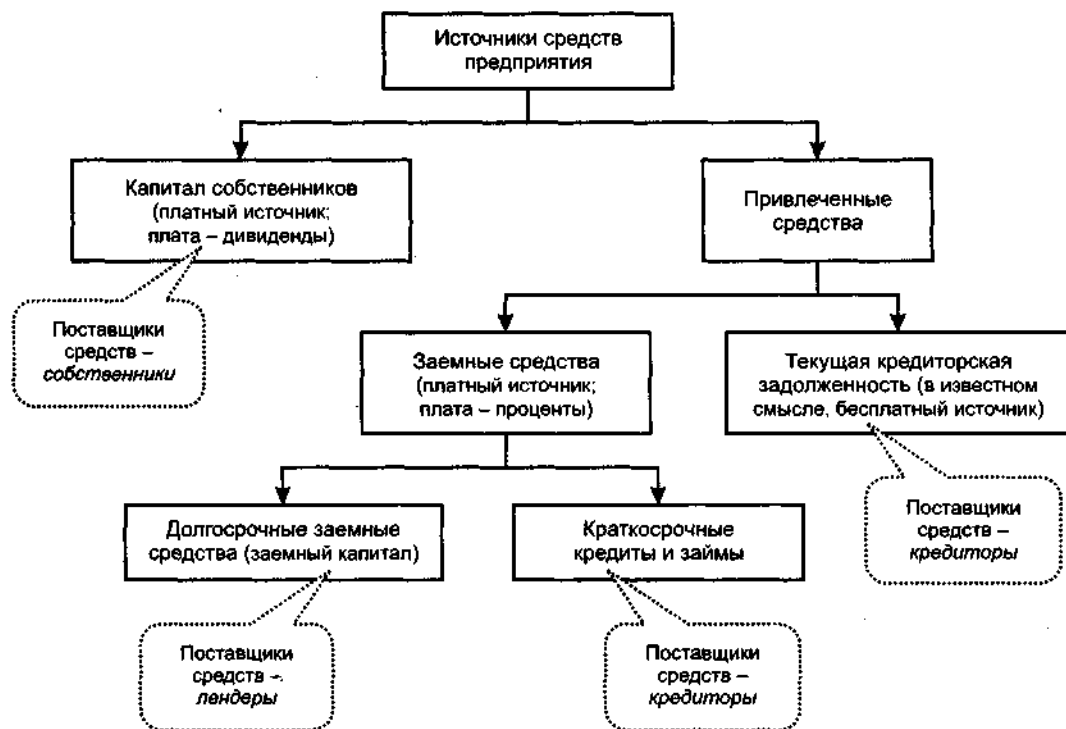 Источники средств
предприятия
Капитал собственников
(платный источник;
плата – дивиденды)
Привлеченные
средства
Поставщики
средств –
собственники
Заемные средства
(платный источник;
плата – проценты)
Текущая кредиторская
задолженность (в известном
смысле, бесплатный источник)
Долгосрочные заемные
средства (заемный капитал)
Краткосрочные
кредиты и займы
Поставщики
средств –
кредиторы
Поставщики
средств –
лендеры
Поставщики
средств –
кредиторы